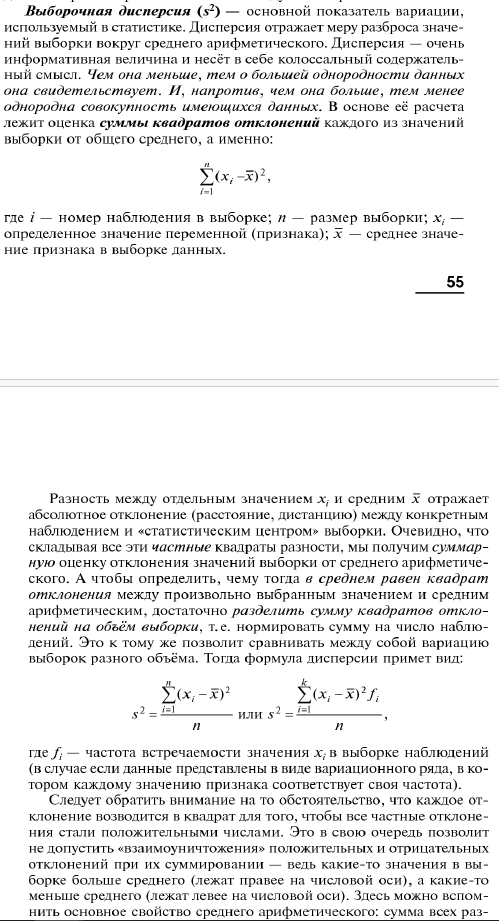 Выборочная дисперсия (s²) — основной показатель вариации,
используемый в статистике. Дисперсия отражает меру разброса значе-
ний выборки вокруг среднего арифметического. Дисперсия — очень
информативная величина и несёт в себе колоссальный содержатель-
ный смысл. Чем она меньше, тем о большей однородности данных
она свидетельствует. И, напротив, чем она больше, тем менее
однородна совокупность имеющихся данных. В основе её расчета
лежит оценка суммы квадратов отклонений каждого из значений
выборки от общего среднего, а именно:
n
∑(xᵢ –x̅)²,
i=1
где i — номер наблюдения в выборке; n — размер выборки; xᵢ —
определенное значение переменной (признака); x̅ — среднее значе-
ние признака в выборке данных.
55
Разность между отдельным значением xᵢ и средним x̅ отражает
абсолютное отклонение (расстояние, дистанцию) между конкретным
наблюдением и «статистическим центром» выборки. Очевидно, что
складывая все эти частные квадраты разности, мы получим суммар-
ную оценку отклонения значений выборки от среднего арифметиче-
ского. А чтобы определить, чему тогда в среднем равен квадрат
отклонения между произвольно выбранным значением и средним
арифметическим, достаточно разделить сумму квадратов откло-
нений на объём выборки, т. е. нормировать сумму на число наблю-
дений. Это к тому же позволит сравнивать между собой вариацию
выборок разного объёма. Тогда формула дисперсии примет вид:
n k
∑(xᵢ – x̅)² ∑(xᵢ – x̅)² fᵢ
s² = i=1 или s² = i=1 ,
n n
где fᵢ — частота встречаемости значения xᵢ в выборке наблюдений
(в случае если данные представлены в виде вариационного ряда, в ко-
тором каждому значению признака соответствует своя частота).
Следует обратить внимание на то обстоятельство, что каждое от-
клонение возводится в квадрат для того, чтобы все частные отклоне-
ния стали положительными числами. Это в свою очередь позволит
не допустить «взаимоуничтожения» положительных и отрицательных
отклонений при их суммировании — ведь какие-то значения в вы-
борке больше среднего (лежат правее на числовой оси), а какие-то
меньше среднего (лежат левее на числовой оси). Здесь можно вспом-
нить основное свойство среднего арифметического: сумма всех раз-